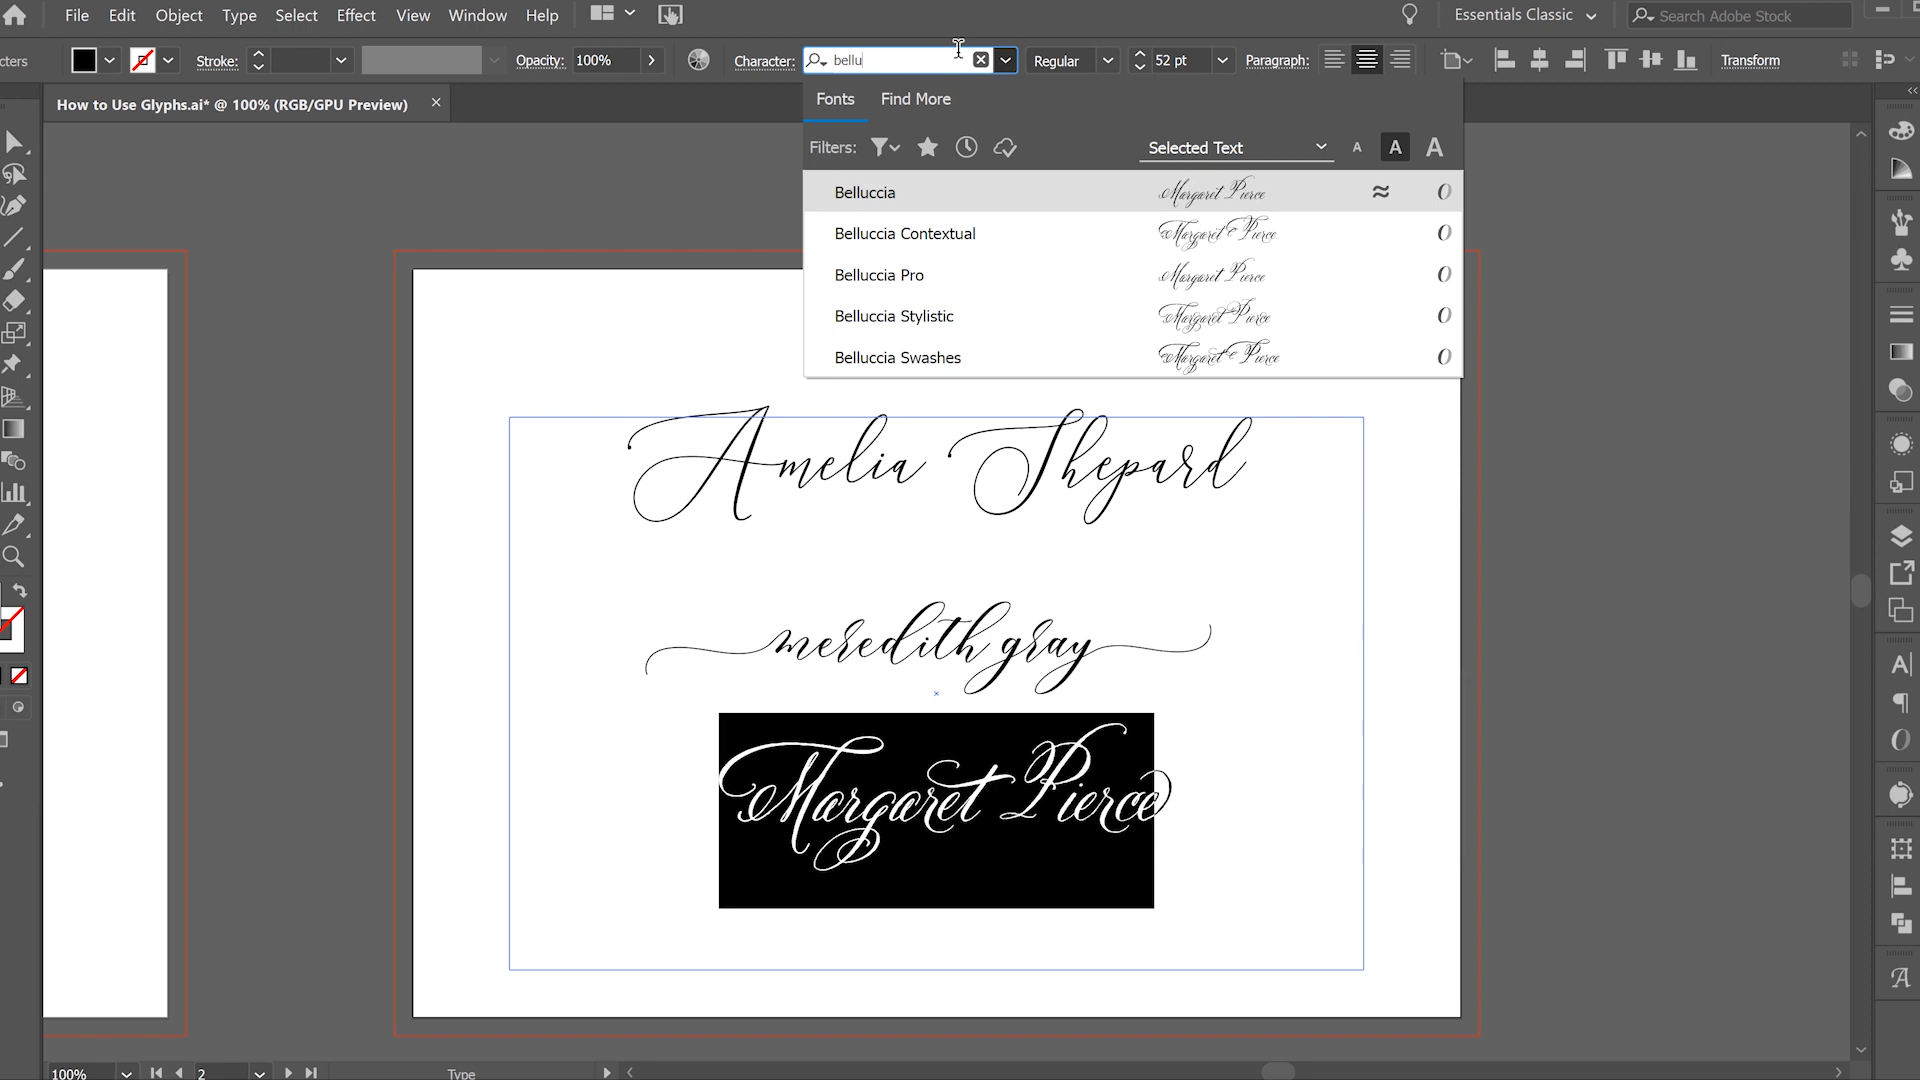 File Edit Object Type Select Effect View Window Help Essentials Classic Search Adobe Stock
cters Stroke: Opacity: 100% Character: bellu Regular 52 pt Paragraph: Transform
How to Use Glyphs.ai* @ 100% (RGB/GPU Preview)
Fonts Find More
Filters: Selected Text A A A
Belluccia Margaret Pierce
Belluccia Contextual Margaret Pierce
Belluccia Pro Margaret Pierce
Belluccia Stylistic Margaret Pierce
Belluccia Swashes Margaret Pierce
Amelia Shepard
meredith gray
Margaret Pierce
100% 2 Type